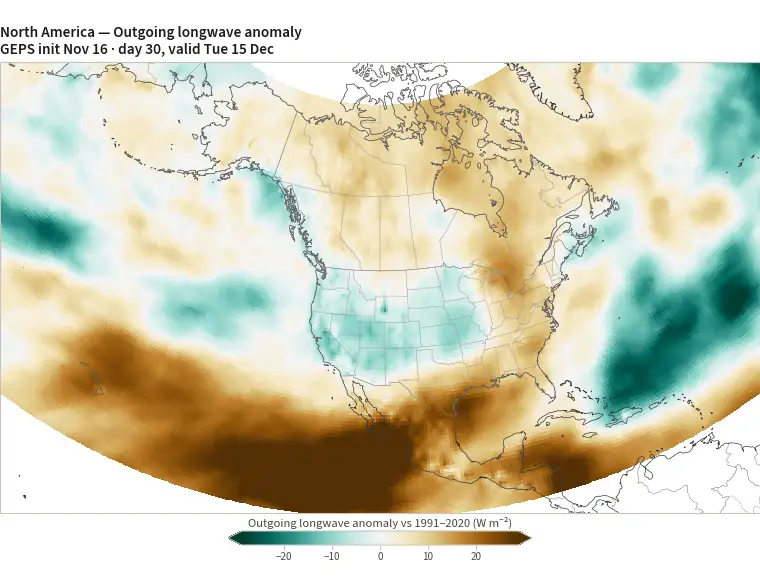 North America — Outgoing longwave anomaly
GEPS init Nov 16 · day 30, valid Tue 15 Dec
Outgoing longwave anomaly vs 1991–2020 (W m⁻²)
−20 −10 0 10 20